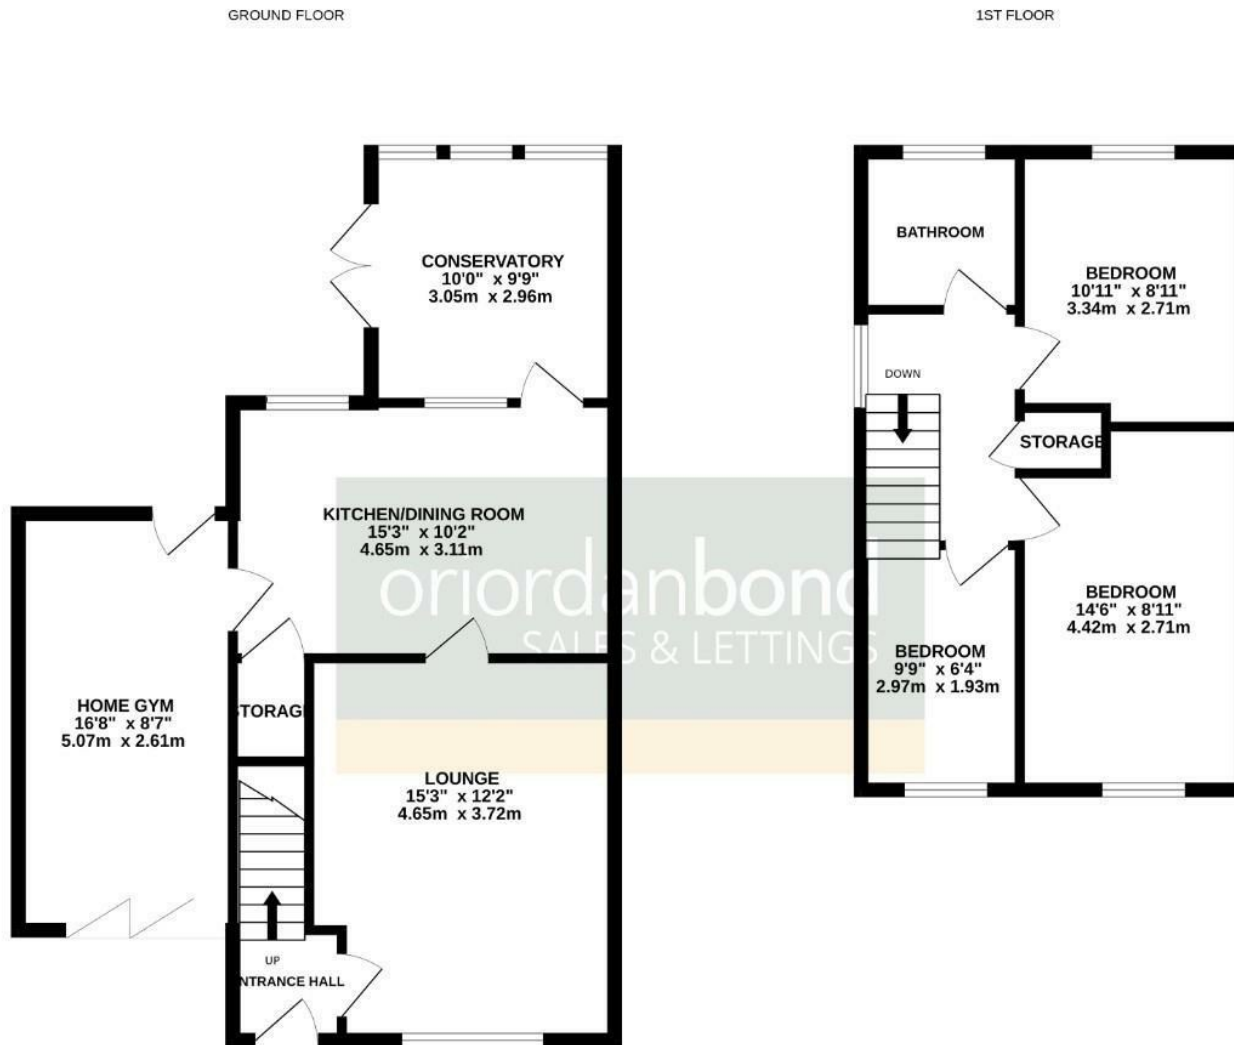 GROUND FLOOR
1ST FLOOR
CONSERVATORY
10'0" x 9'9"
3.05m x 2.96m
KITCHEN/DINING ROOM
15'3" x 10'2"
4.65m x 3.11m
HOME GYM
16'8" x 8'7"
5.07m x 2.61m
STORAGE
LOUNGE
15'3" x 12'2"
4.65m x 3.72m
UP
ENTRANCE HALL
BATHROOM
BEDROOM
10'11" x 8'11"
3.34m x 2.71m
DOWN
STORAGE
BEDROOM
14'6" x 8'11"
4.42m x 2.71m
BEDROOM
9'9" x 6'4"
2.97m x 1.93m
oriordanbond
SALES & LETTINGS